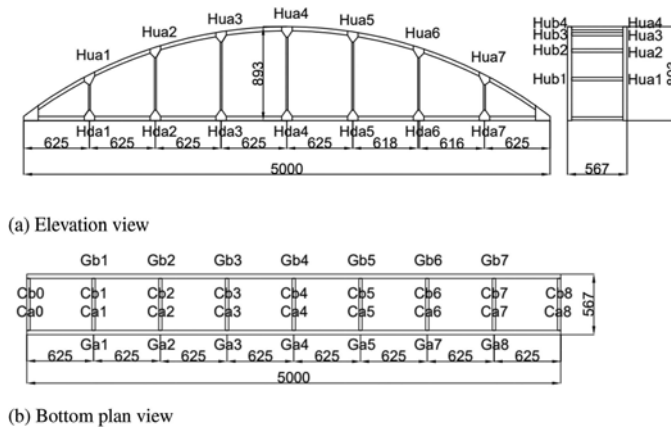 Hua4
Hua3 Hua5
Hua2 Hua6
Hua1 Hua7
893
Hda1 Hda2 Hda3 Hda4 Hda5 Hda6 Hda7
625 625 625 625 625 618 616 625
5000
Hub4 Hua4
Hub3 Hua3
Hub2 Hua2
Hub1 Hua1
893
567
(a) Elevation view
Gb1 Gb2 Gb3 Gb4 Gb5 Gb6 Gb7
Cb0 Cb1 Cb2 Cb3 Cb4 Cb5 Cb6 Cb7 Cb8
Ca0 Ca1 Ca2 Ca3 Ca4 Ca5 Ca6 Ca7 Ca8
567
Ga1 Ga2 Ga3 Ga4 Ga5 Ga7 Ga8
625 625 625 625 625 625 625 625
5000
(b) Bottom plan view